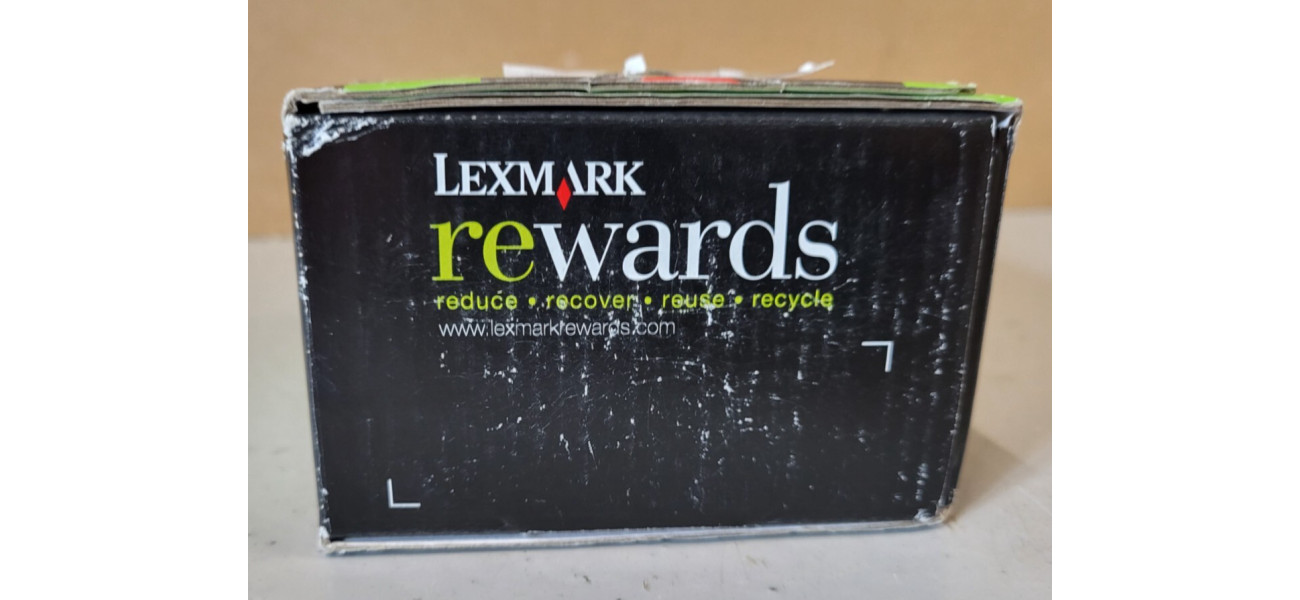 LEXMARK
rewards
reduce • recover • reuse • recycle
www.lexmarkrewards.com